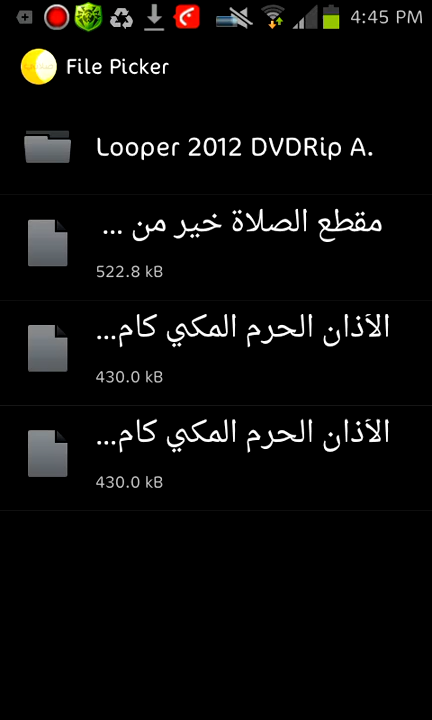 4:45 PM
File Picker
Looper 2012 DVDRip A.
مقطع الصلاة خير من ...
522.8 kB
الأذان الحرم المكي كام...
430.0 kB
الأذان الحرم المكي كام...
430.0 kB